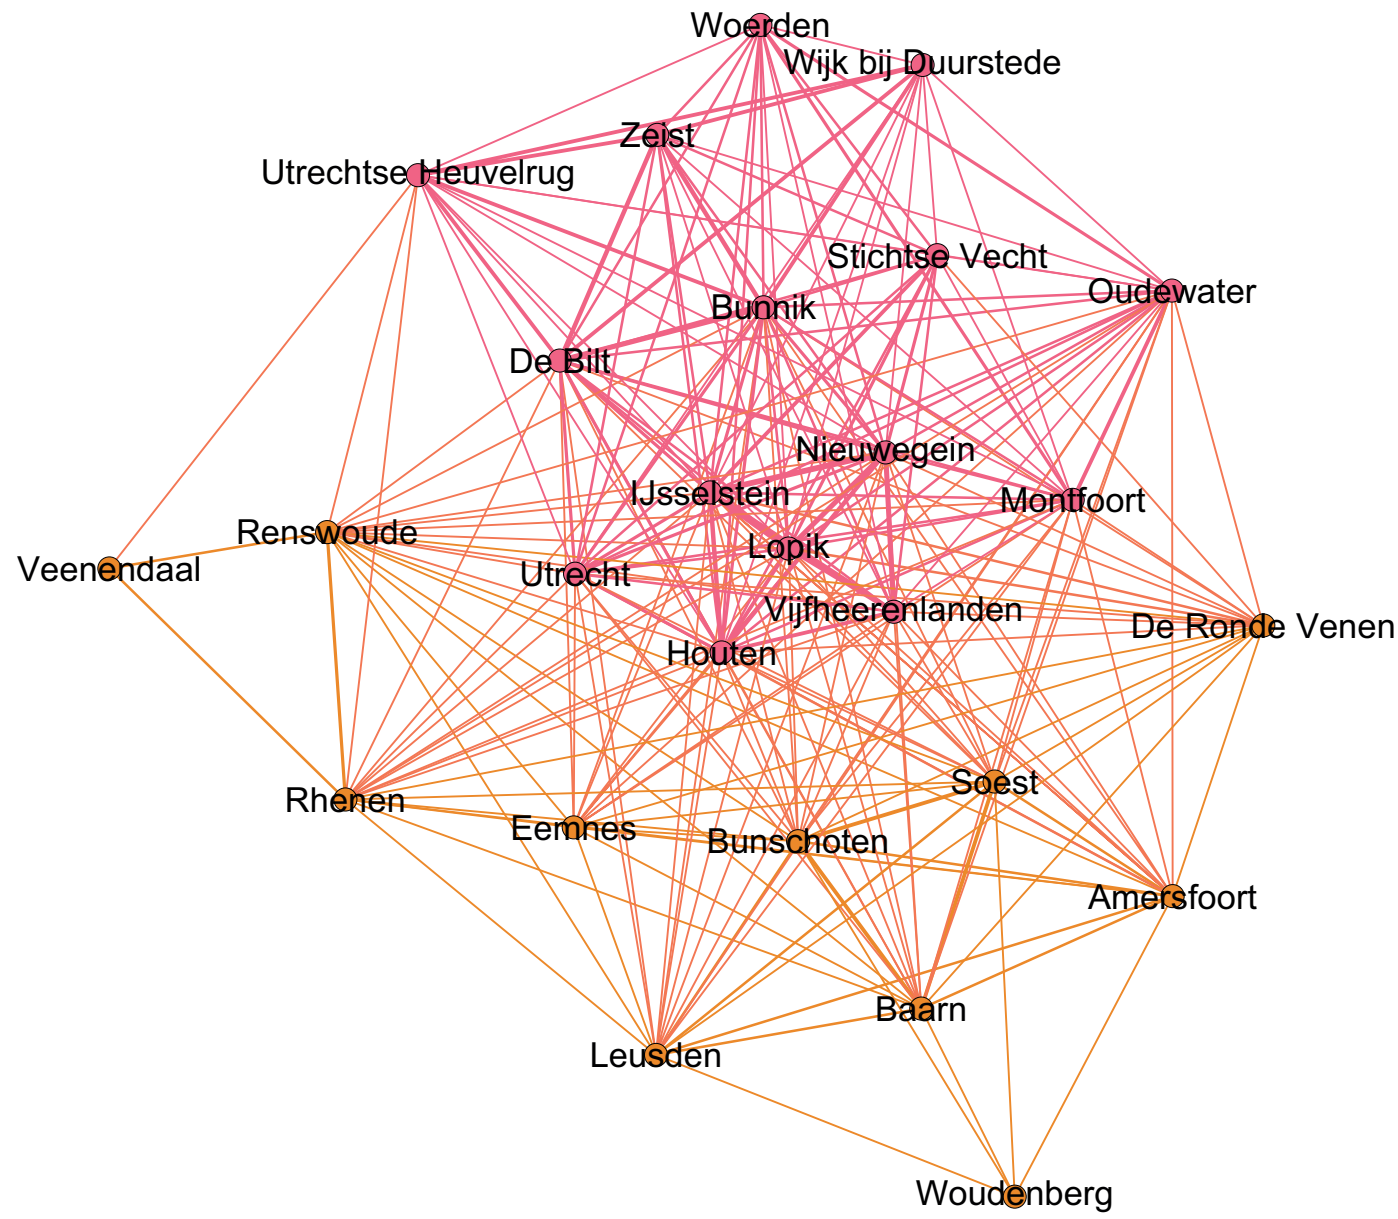 Woerden
Wijk bij Duurstede
Zeist
Utrechtse Heuvelrug
Stichtse Vecht
Oudewater
Bunnik
De Bilt
Nieuwegein
IJsselstein
Montfoort
Renswoude
Lopik
Veenendaal
Utrecht
Vijfheerenlanden
De Ronde Venen
Houten
Soest
Rhenen
Eemnes
Bunschoten
Amersfoort
Baarn
Leusden
Woudenberg